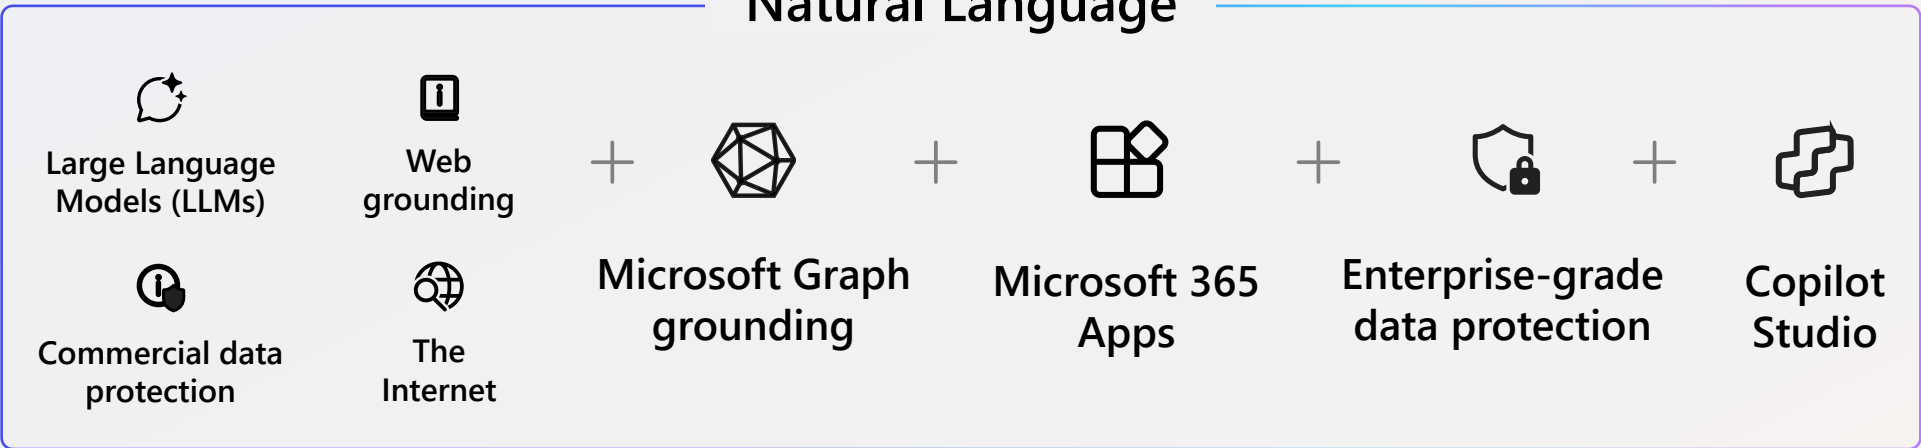 Natural Language
Large Language
Models (LLMs)
Web
grounding
Commercial data
protection
The
Internet
Microsoft Graph
grounding
Microsoft 365
Apps
Enterprise-grade
data protection
Copilot
Studio